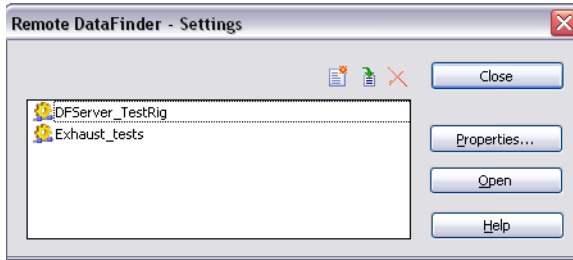 Remote DataFinder - Settings
Close
DFServer_TestRig
Exhaust_tests
Properties...
Open
Help